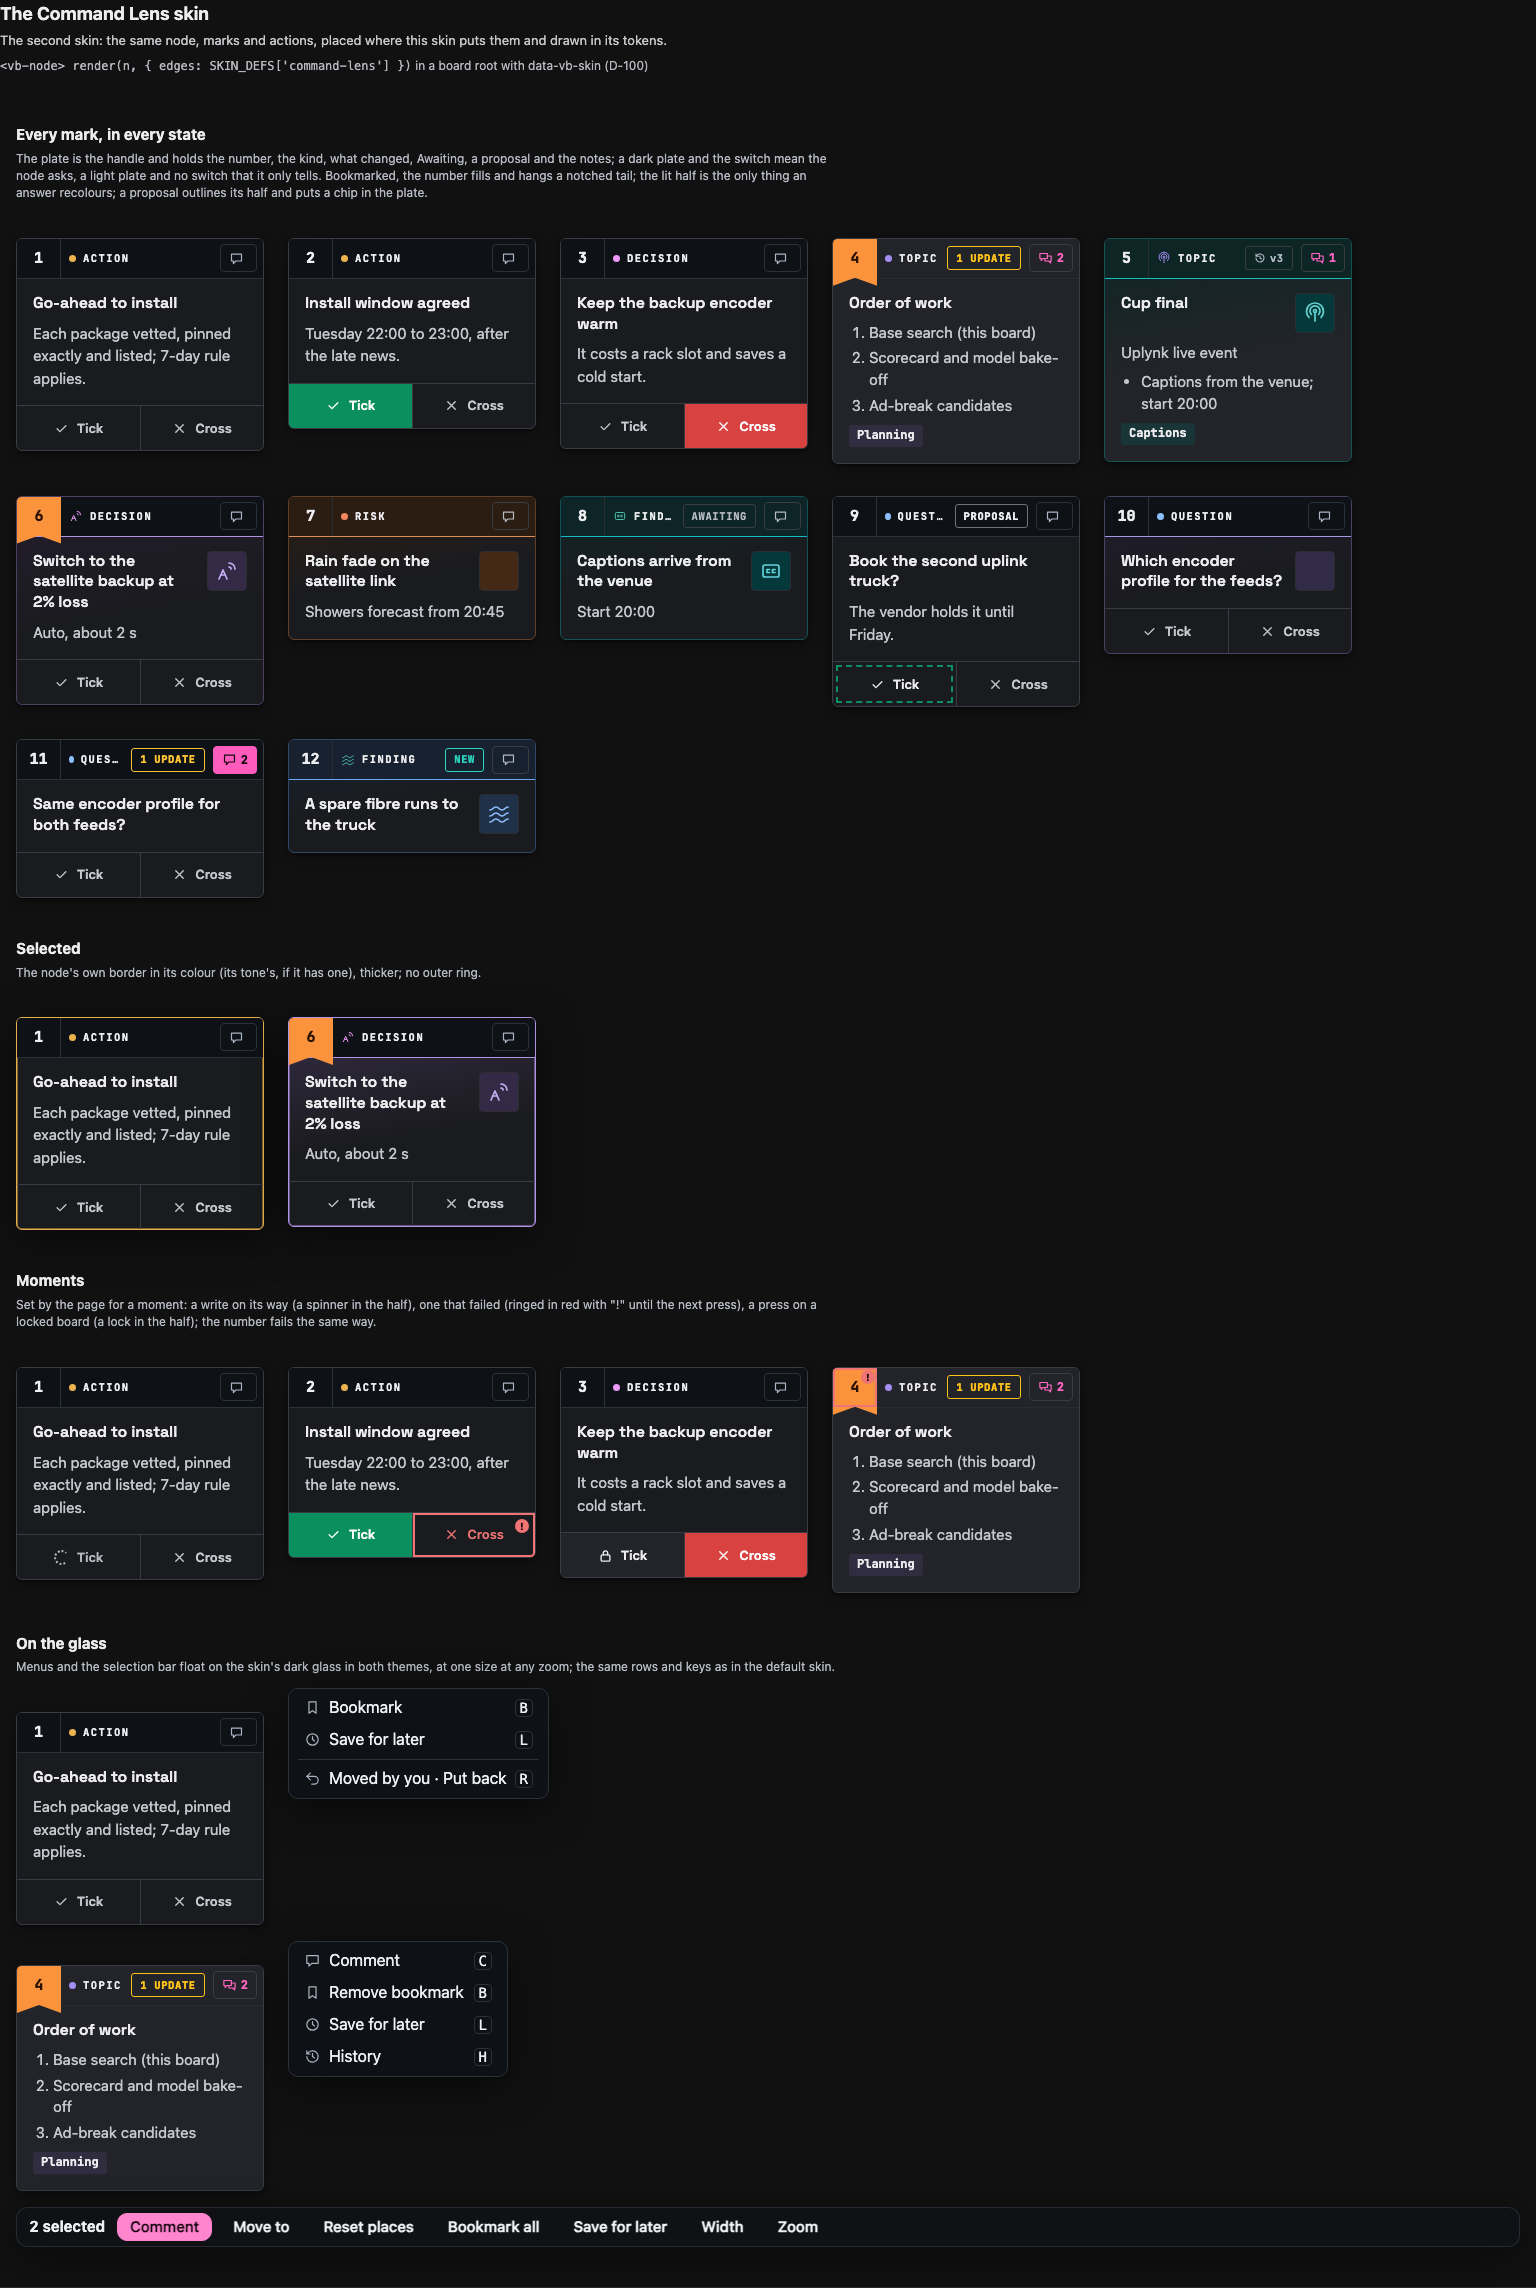 The Command Lens skin
The second skin: the same node, marks and actions, placed where this skin puts them and drawn in its tokens.
<vb-node> render(n, { edges: SKIN_DEFS['command-lens'] }) in a board root with data-vb-skin (D-100)
Every mark, in every state
The plate is the handle and holds the number, the kind, what changed, Awaiting, a proposal and the notes; a dark plate and the switch mean the
node asks, a light plate and no switch that it only tells. Bookmarked, the number fills and hangs a notched tail; the lit half is the only thing an
answer recolours; a proposal outlines its half and puts a chip in the plate.
1 ACTION
Go-ahead to install
Each package vetted, pinned
exactly and listed; 7-day rule
applies.
Tick Cross
2 ACTION
Install window agreed
Tuesday 22:00 to 23:00, after
the late news.
Tick Cross
3 DECISION
Keep the backup encoder
warm
It costs a rack slot and saves a
cold start.
Tick Cross
4 TOPIC 1 UPDATE 2
Order of work
1. Base search (this board)
2. Scorecard and model bake-
off
3. Ad-break candidates
Planning
5 TOPIC v3 1
Cup final
Uplynk live event
• Captions from the venue;
start 20:00
Captions
6 DECISION
Switch to the
satellite backup at
2% loss
Auto, about 2 s
Tick Cross
7 RISK
Rain fade on the
satellite link
Showers forecast from 20:45
8 FIND… AWAITING
Captions arrive from
the venue
Start 20:00
9 QUEST… PROPOSAL
Book the second uplink
truck?
The vendor holds it until
Friday.
Tick Cross
10 QUESTION
Which encoder
profile for the feeds?
Tick Cross
11 QUES… 1 UPDATE 2
Same encoder profile for
both feeds?
Tick Cross
12 FINDING NEW
A spare fibre runs to
the truck
Selected
The node's own border in its colour (its tone's, if it has one), thicker; no outer ring.
1 ACTION
Go-ahead to install
Each package vetted, pinned
exactly and listed; 7-day rule
applies.
Tick Cross
6 DECISION
Switch to the
satellite backup at
2% loss
Auto, about 2 s
Tick Cross
Moments
Set by the page for a moment: a write on its way (a spinner in the half), one that failed (ringed in red with "!" until the next press), a press on a
locked board (a lock in the half); the number fails the same way.
1 ACTION
Go-ahead to install
Each package vetted, pinned
exactly and listed; 7-day rule
applies.
Tick Cross
2 ACTION
Install window agreed
Tuesday 22:00 to 23:00, after
the late news.
Tick Cross !
3 DECISION
Keep the backup encoder
warm
It costs a rack slot and saves a
cold start.
Tick Cross
4 ! TOPIC 1 UPDATE 2
Order of work
1. Base search (this board)
2. Scorecard and model bake-
off
3. Ad-break candidates
Planning
On the glass
Menus and the selection bar float on the skin's dark glass in both themes, at one size at any zoom; the same rows and keys as in the default skin.
1 ACTION
Go-ahead to install
Each package vetted, pinned
exactly and listed; 7-day rule
applies.
Tick Cross
Bookmark B
Save for later L
Moved by you · Put back R
4 TOPIC 1 UPDATE 2
Order of work
1. Base search (this board)
2. Scorecard and model bake-
off
3. Ad-break candidates
Planning
Comment C
Remove bookmark B
Save for later L
History H
2 selected Comment Move to Reset places Bookmark all Save for later Width Zoom